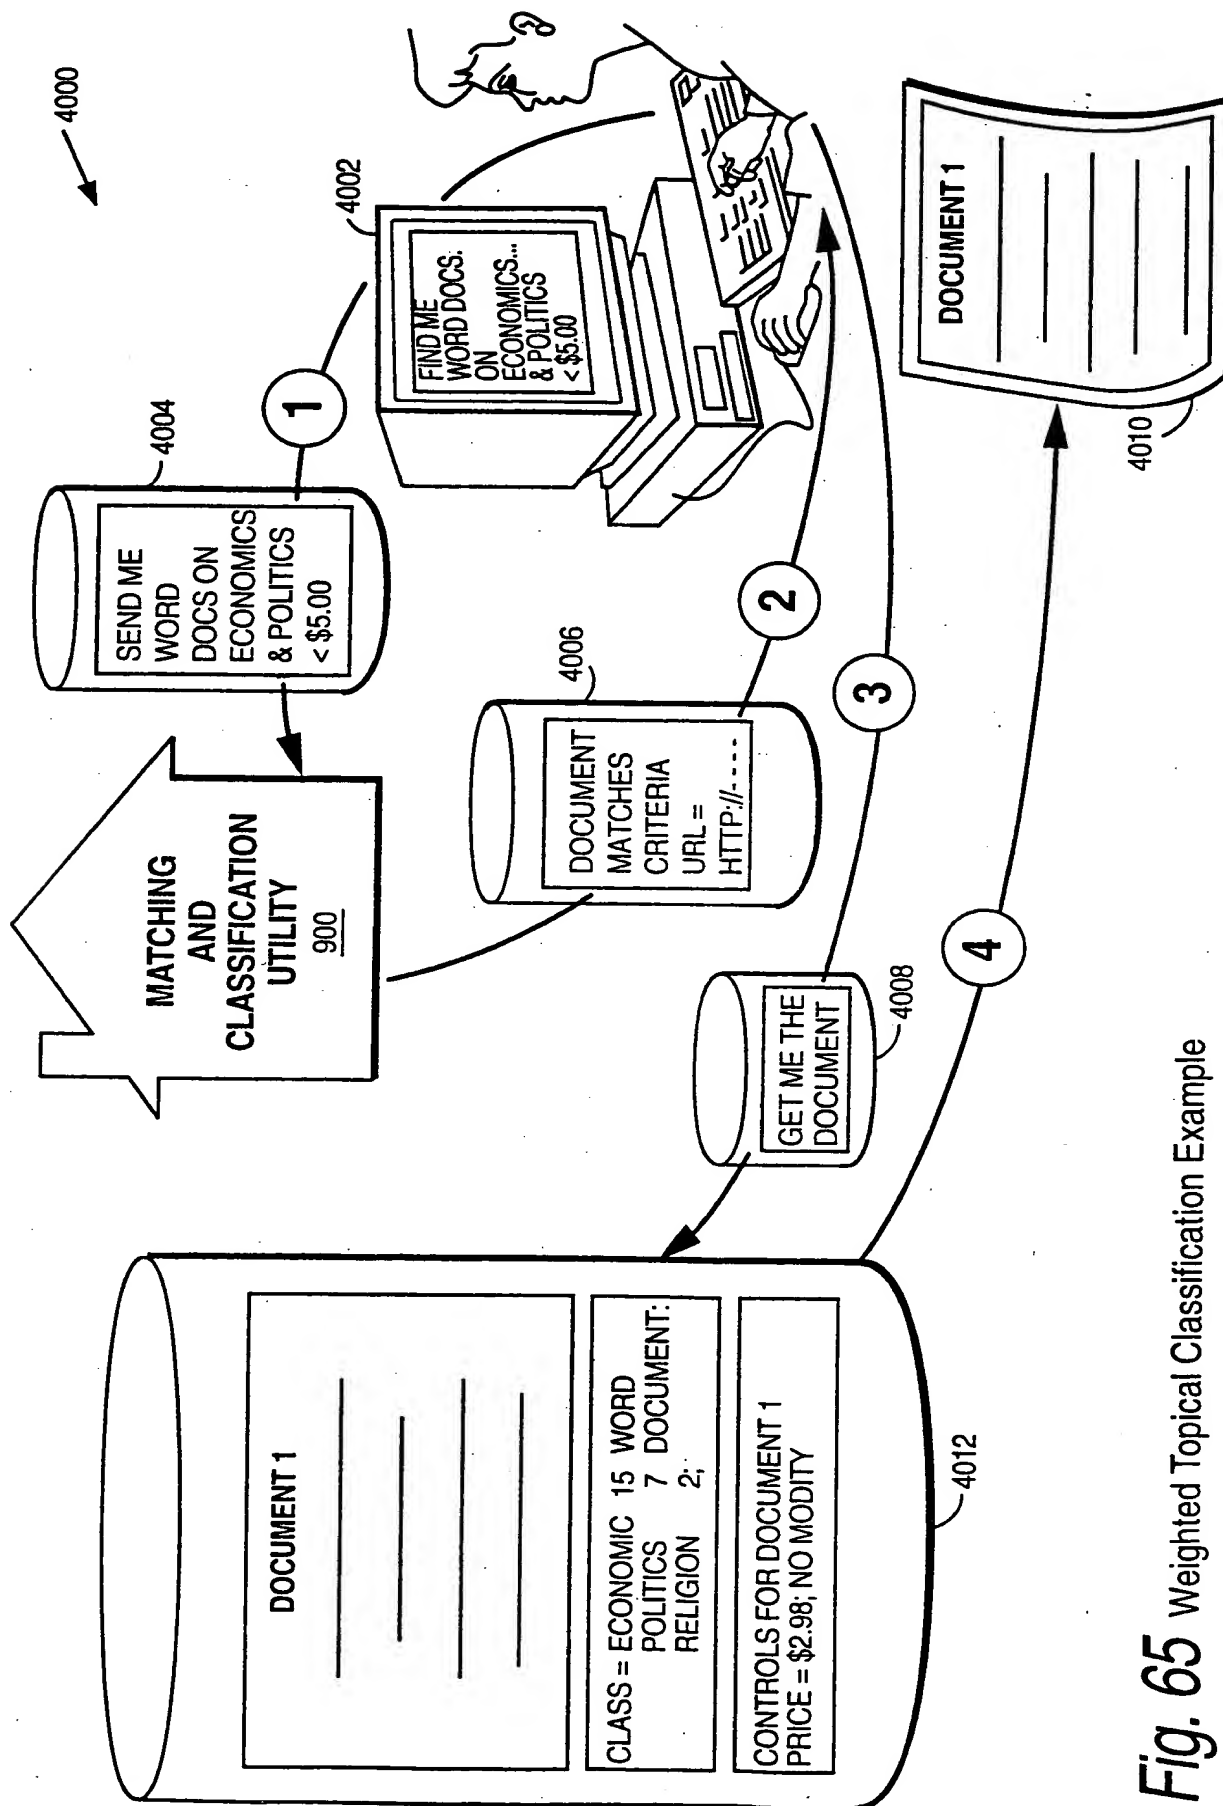 4000
4002
FIND ME
WORD DOCS.
ON
ECONOMICS...
& POLITICS
< $5.00
1
4004
SEND ME
WORD
DOCS ON
ECONOMICS
& POLITICS
< $5.00
MATCHING
AND
CLASSIFICATION
UTILITY
900
4006
DOCUMENT
MATCHES
CRITERIA
URL =
HTTP://----
2
3
GET ME THE
DOCUMENT
4008
4
DOCUMENT 1
4010
DOCUMENT 1
CLASS = ECONOMIC 15 WORD
POLITICS 7 DOCUMENT:
RELIGION 2;
CONTROLS FOR DOCUMENT 1
PRICE = $2.98; NO MODITY
4012
Fig. 65 Weighted Topical Classification Example